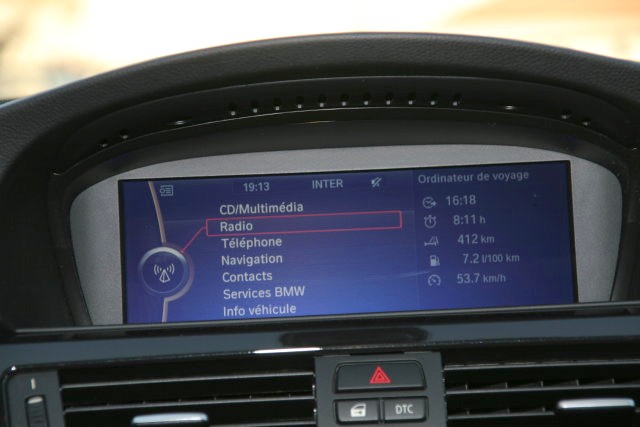 19:13 INTER
Ordinateur de voyage
CD/Multimédia
Radio
Téléphone
Navigation
Contacts
Services BMW
Info véhicule
16:18
8:11 h
412 km
7.2 l/100 km
53.7 km/h
DTC